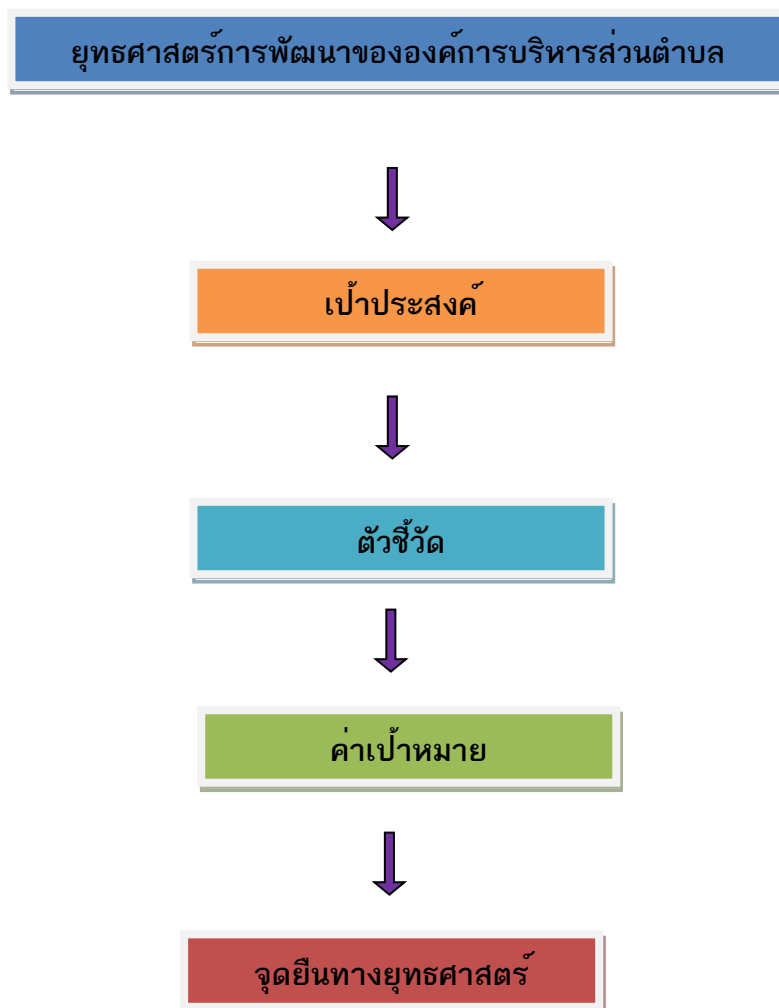 ยุทธศาสตร์การพัฒนาขององค์การบริหารส่วนตำบล
เป้าประสงค์
ตัวชี้วัด
ค่าเป้าหมาย
จุดยืนทางยุทธศาสตร์